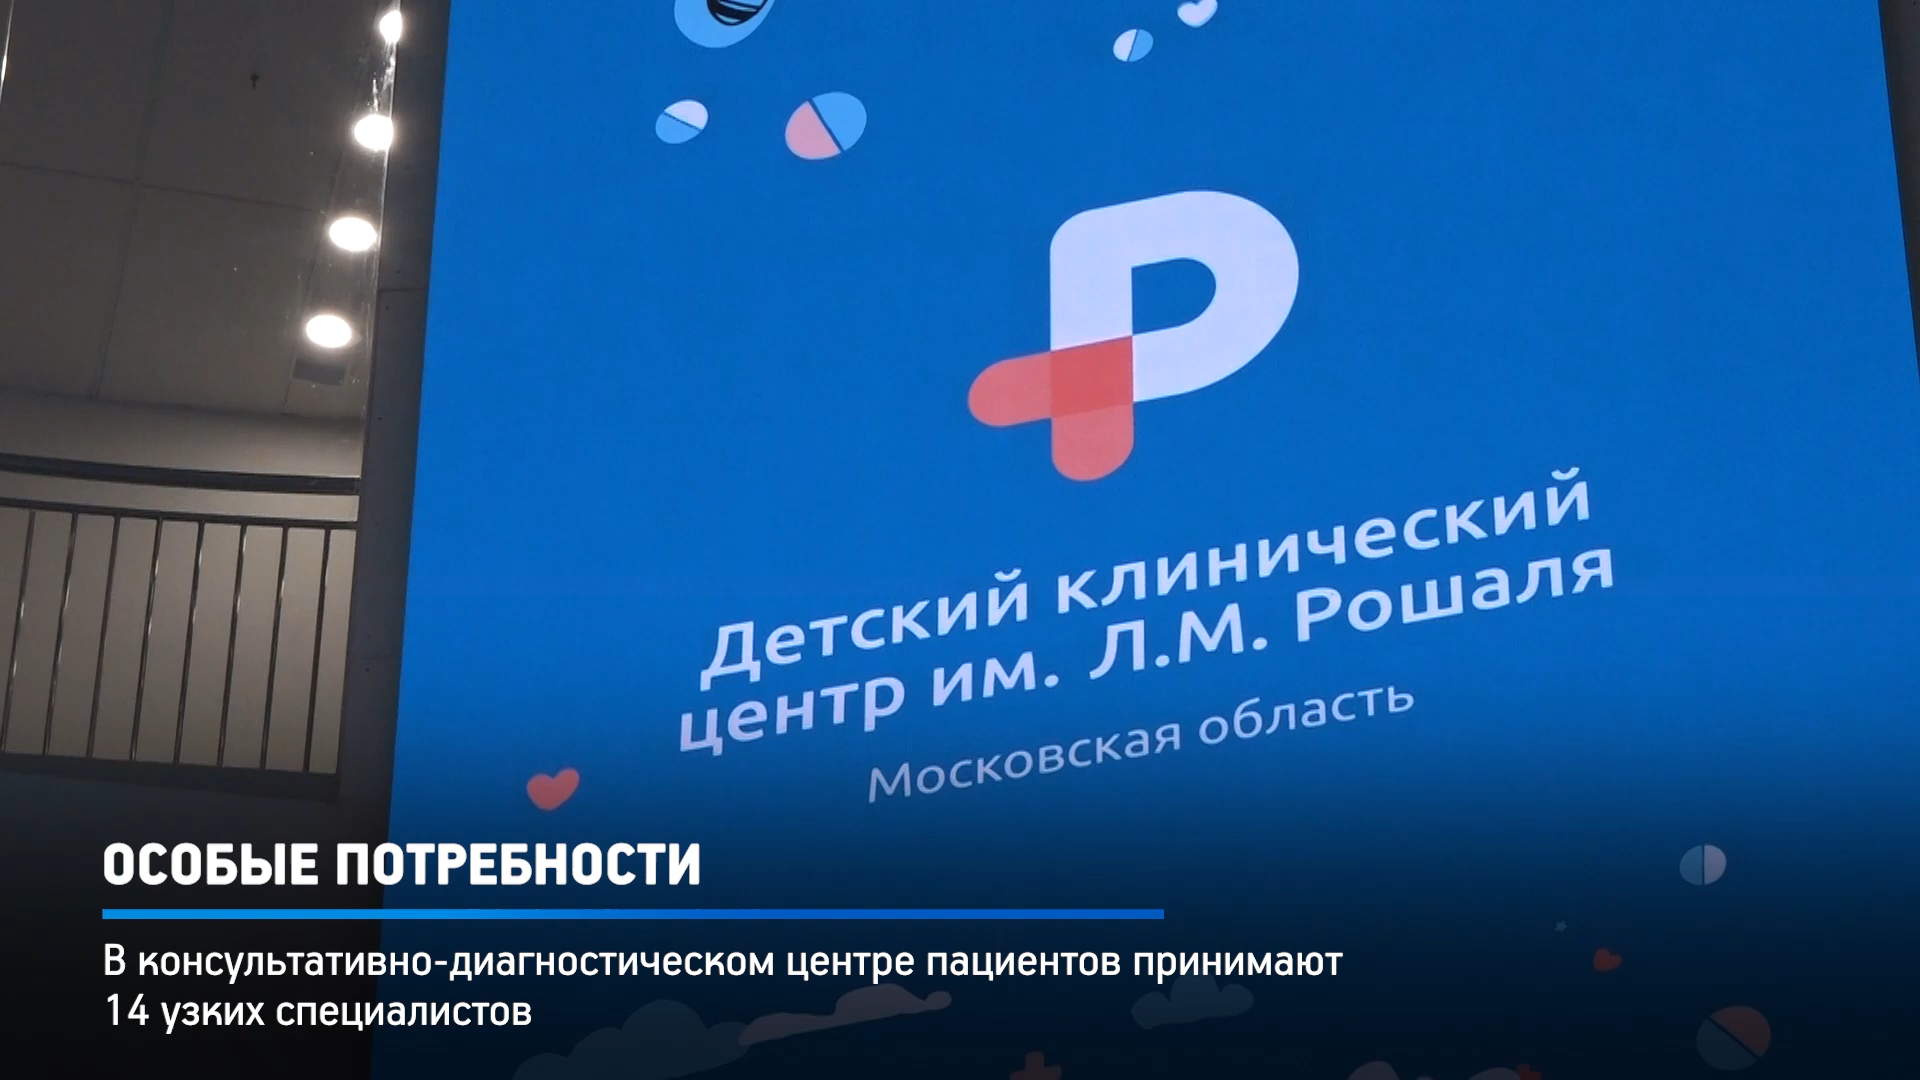 Детский клинический
центр им. Л.М. Рошаля
Московская область
ОСОБЫЕ ПОТРЕБНОСТИ
В консультативно-диагностическом центре пациентов принимают
14 узких специалистов